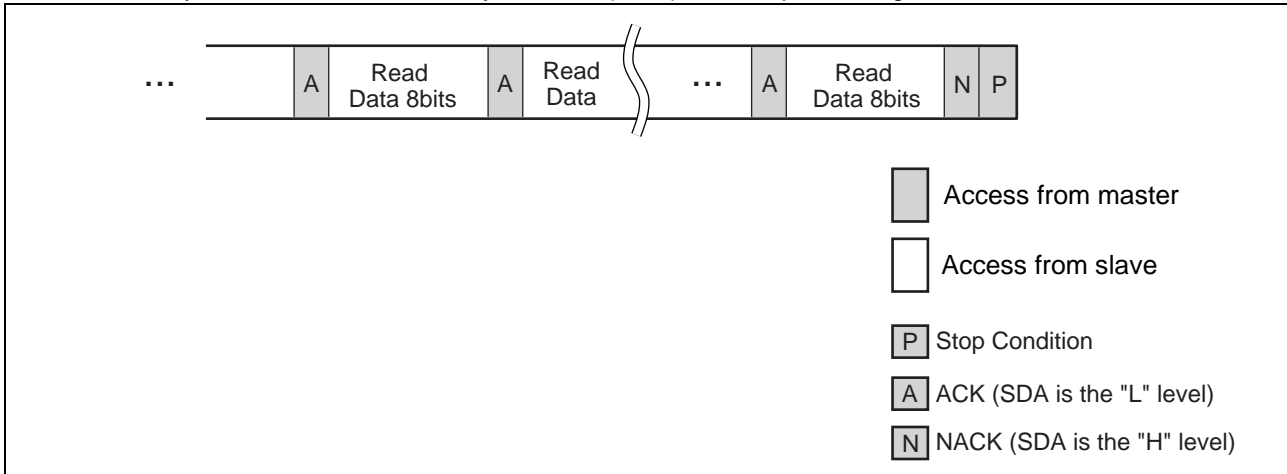 ... A Read Data 8bits A Read Data ... A Read Data 8bits N P
Access from master
Access from slave
P Stop Condition
A ACK (SDA is the "L" level)
N NACK (SDA is the "H" level)